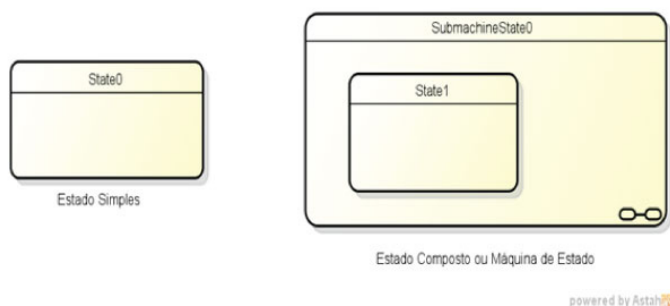 State0
Estado Simples
SubmachineState0
State1
Estado Composto ou Máquina de Estado
powered by Astah